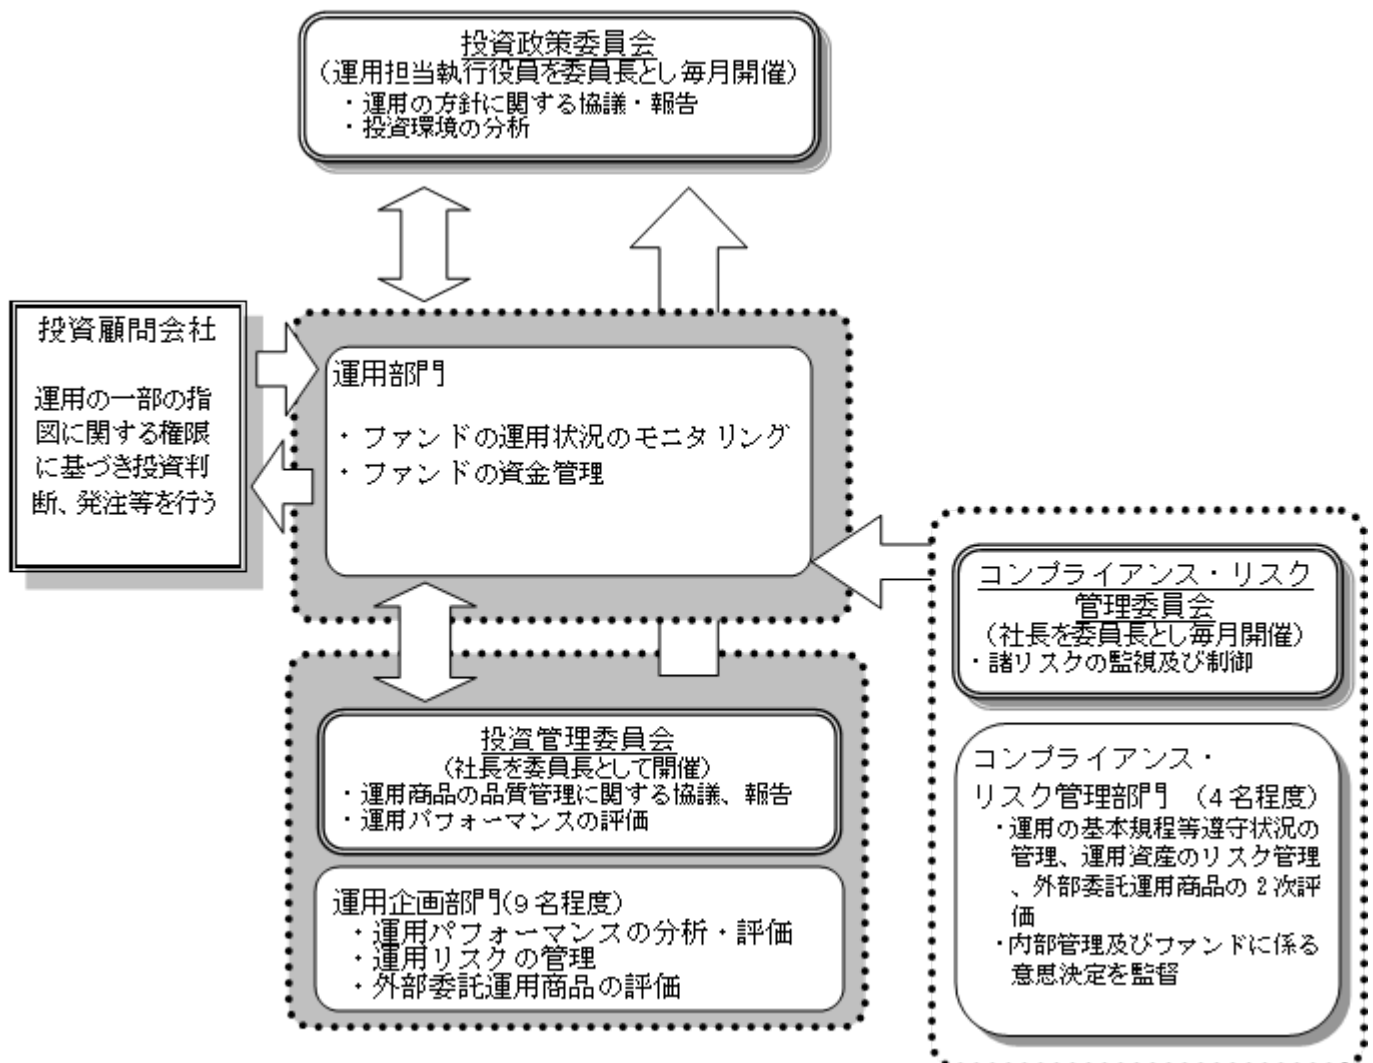 投資政策委員会
（運用担当執行役員を委員長とし毎月開催）
・運用の方針に関する協議・報告
・投資環境の分析
投資顧問会社
運用の一部の指
図に関する権限
に基づき投資判
断、発注等を行う
運用部門
・ファンドの運用状況のモニタリング
・ファンドの資金管理
コンプライアンス・リスク
管理委員会
（社長を委員長とし毎月開催）
・諸リスクの監視及び制御
投資管理委員会
（社長を委員長として開催）
・運用商品の品質管理に関する協議、報告
・運用パフォーマンスの評価
運用企画部門(9名程度)
・運用パフォーマンスの分析・評価
・運用リスクの管理
・外部委託運用商品の評価
コンプライアンス・
リスク管理部門（4名程度）
・運用の基本規程等遵守状況の
管理、運用資産のリスク管理
、外部委託運用商品の2次評
価
・内部管理及びファンドに係る
意思決定を監督